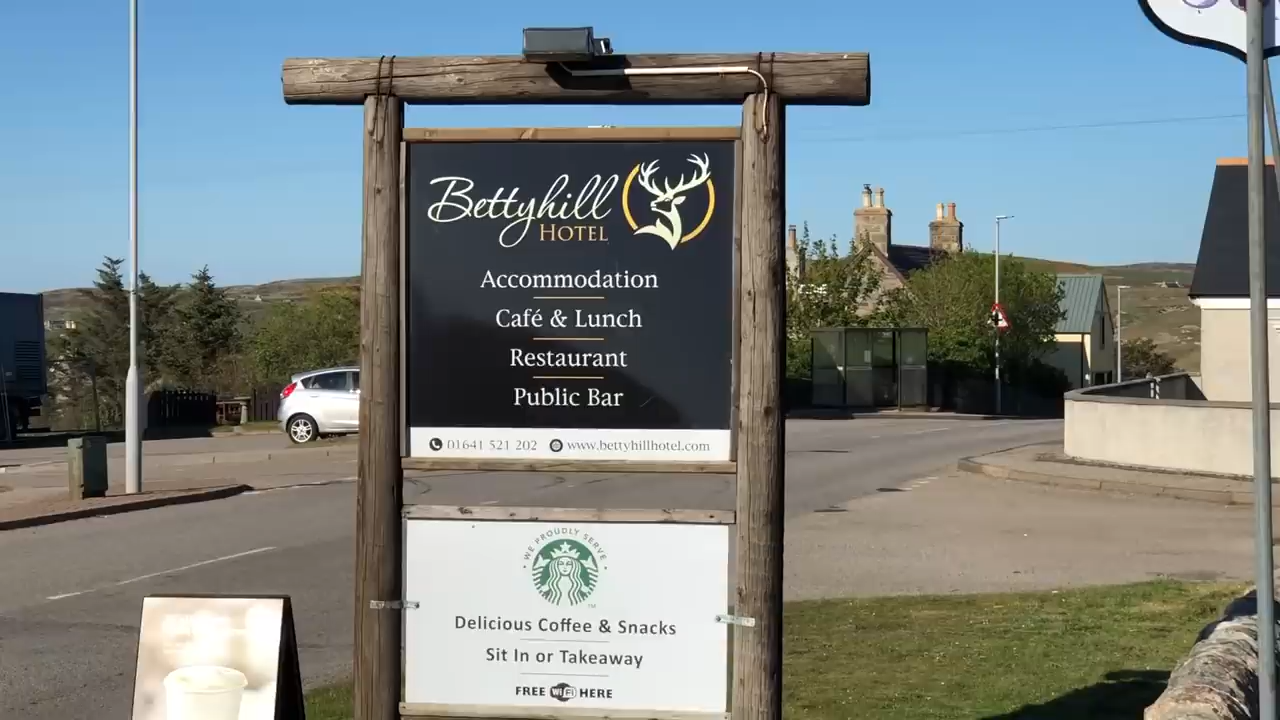 Bettyhill
HOTEL
Accommodation
Café & Lunch
Restaurant
Public Bar
01641 521 202 www.bettyhillhotel.com
WE PROUDLY SERVE
TM
Delicious Coffee & Snacks
Sit In or Takeaway
FREE WiFi HERE